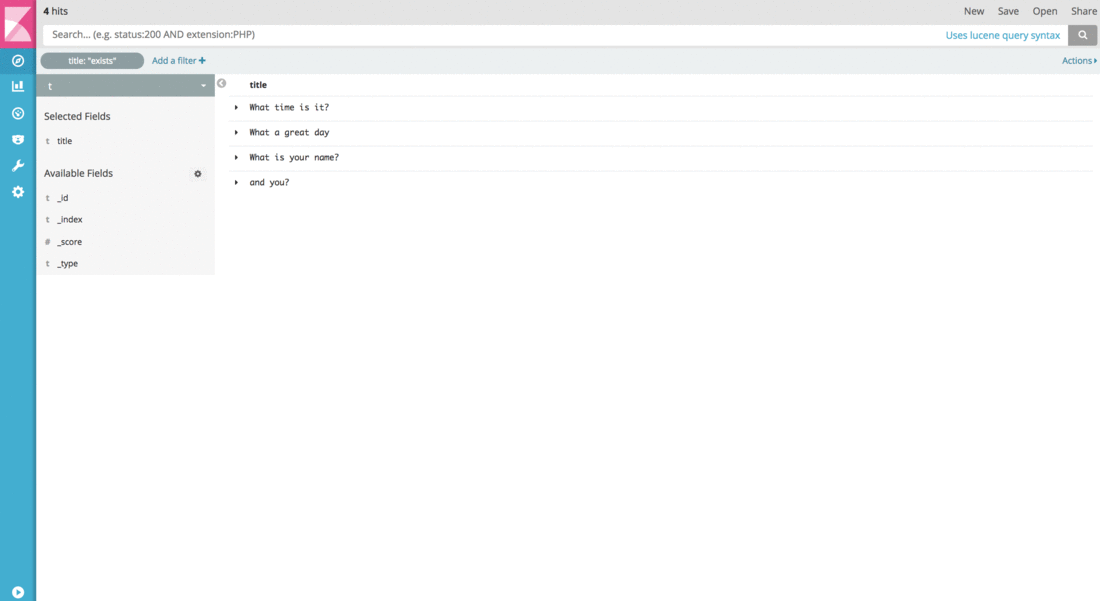 4 hits New Save Open Share
Search... (e.g. status:200 AND extension:PHP) Uses lucene query syntax
title: "exists" Add a filter + Actions
t
title
What time is it?
Selected Fields
What a great day
t title
What is your name?
Available Fields
and you?
t _id
t _index
# _score
t _type